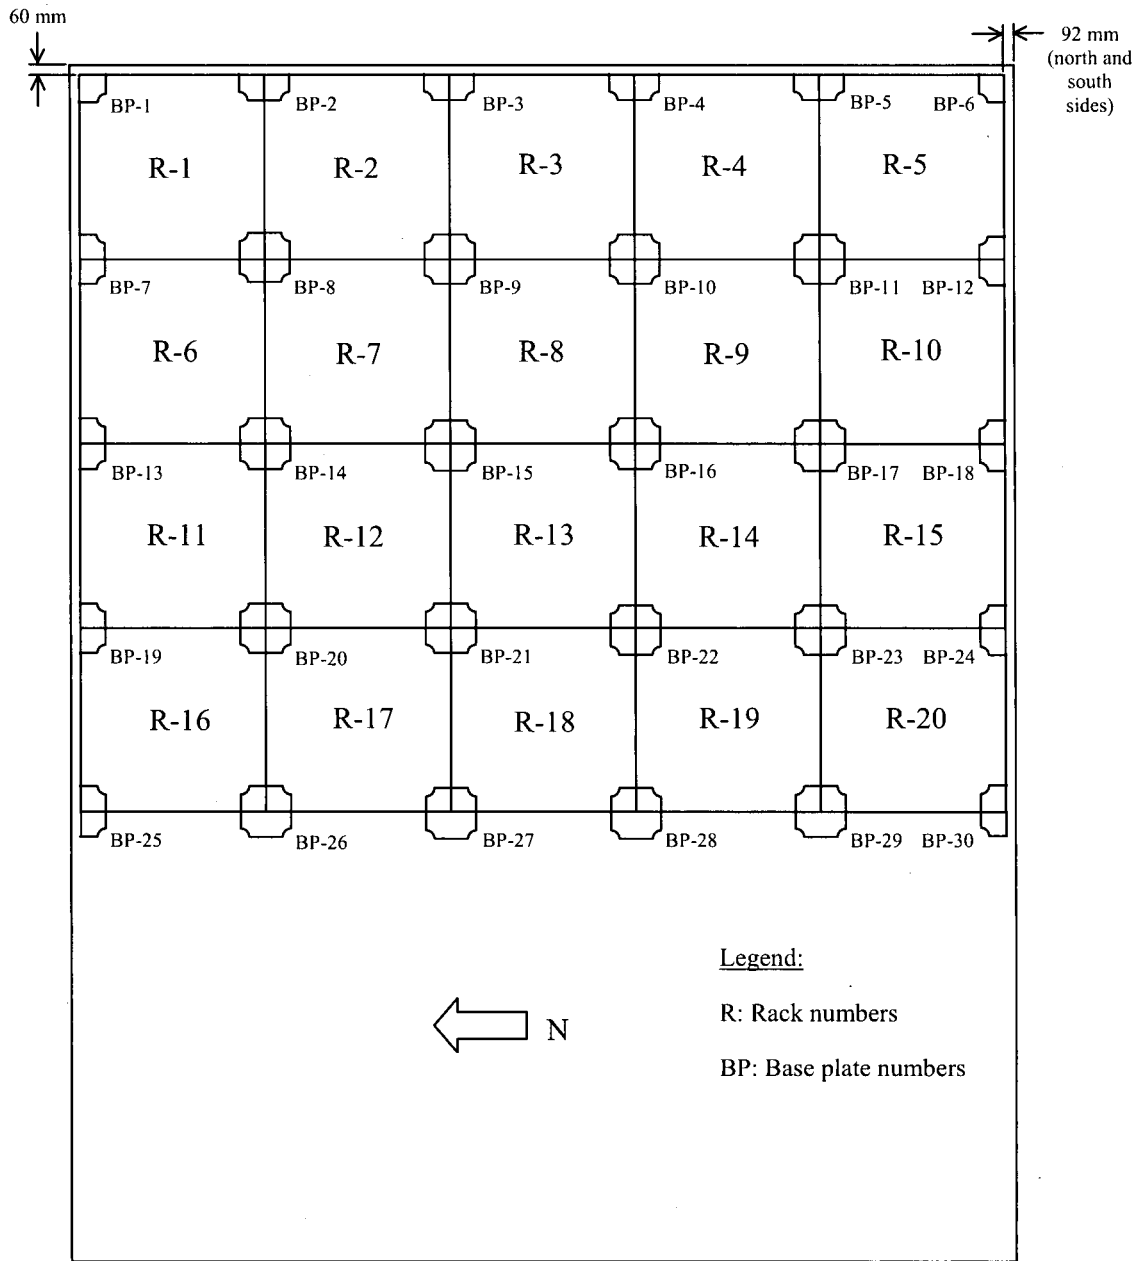 60 mm
92 mm
(north and
south
sides)
BP-1
BP-2
BP-3
BP-4
BP-5
BP-6
R-1
R-2
R-3
R-4
R-5
BP-7
BP-8
BP-9
BP-10
BP-11
BP-12
R-6
R-7
R-8
R-9
R-10
BP-13
BP-14
BP-15
BP-16
BP-17
BP-18
R-11
R-12
R-13
R-14
R-15
BP-19
BP-20
BP-21
BP-22
BP-23
BP-24
R-16
R-17
R-18
R-19
R-20
BP-25
BP-26
BP-27
BP-28
BP-29
BP-30
Legend:
R: Rack numbers
N
BP: Base plate numbers